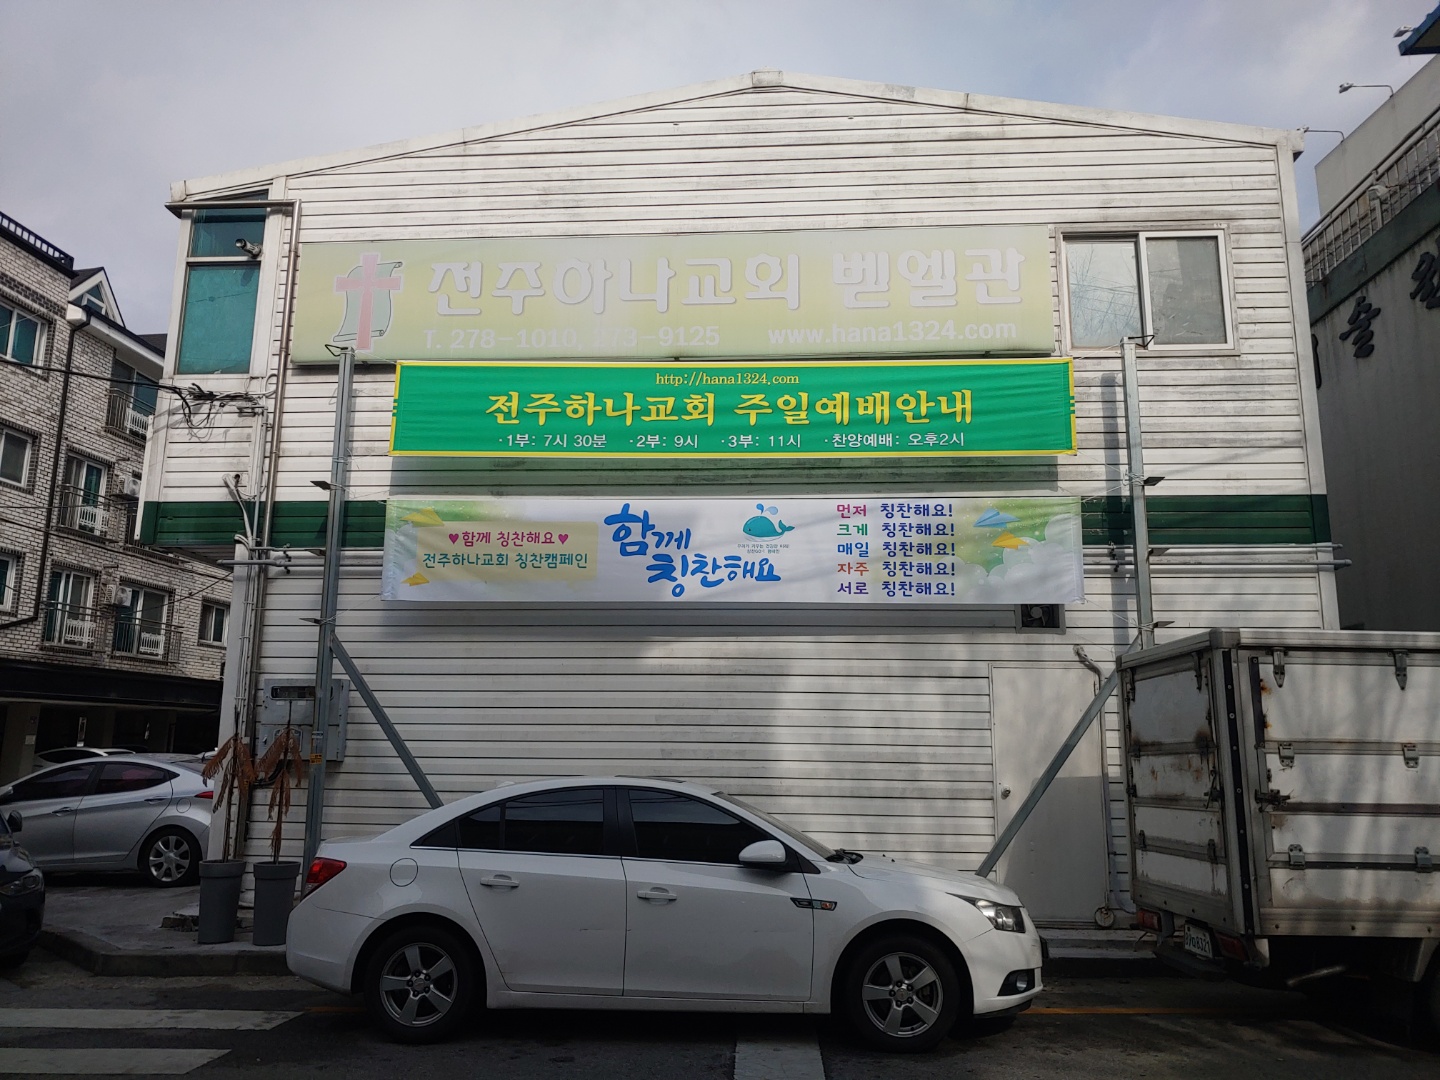 전주하나교회 벧엘관
T. 278-1010, 273-9125 www.hana1324.com
http://hana1324.com
전주하나교회 주일예배안내
·1부: 7시 30분 ·2부: 9시 ·3부: 11시 ·찬양예배: 오후2시
♥함께 칭찬해요♥
전주하나교회 칭찬캠페인
함께
칭찬해요
먼저 칭찬해요!
크게 칭찬해요!
매일 칭찬해요!
자주 칭찬해요!
서로 칭찬해요!
술